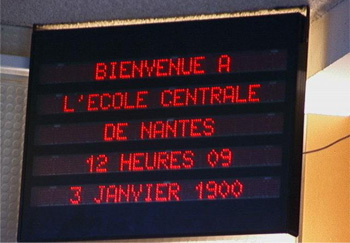 BIENVENUE A
L'ECOLE CENTRALE
DE NANTES
12 HEURES 09
3 JANVIER 1900